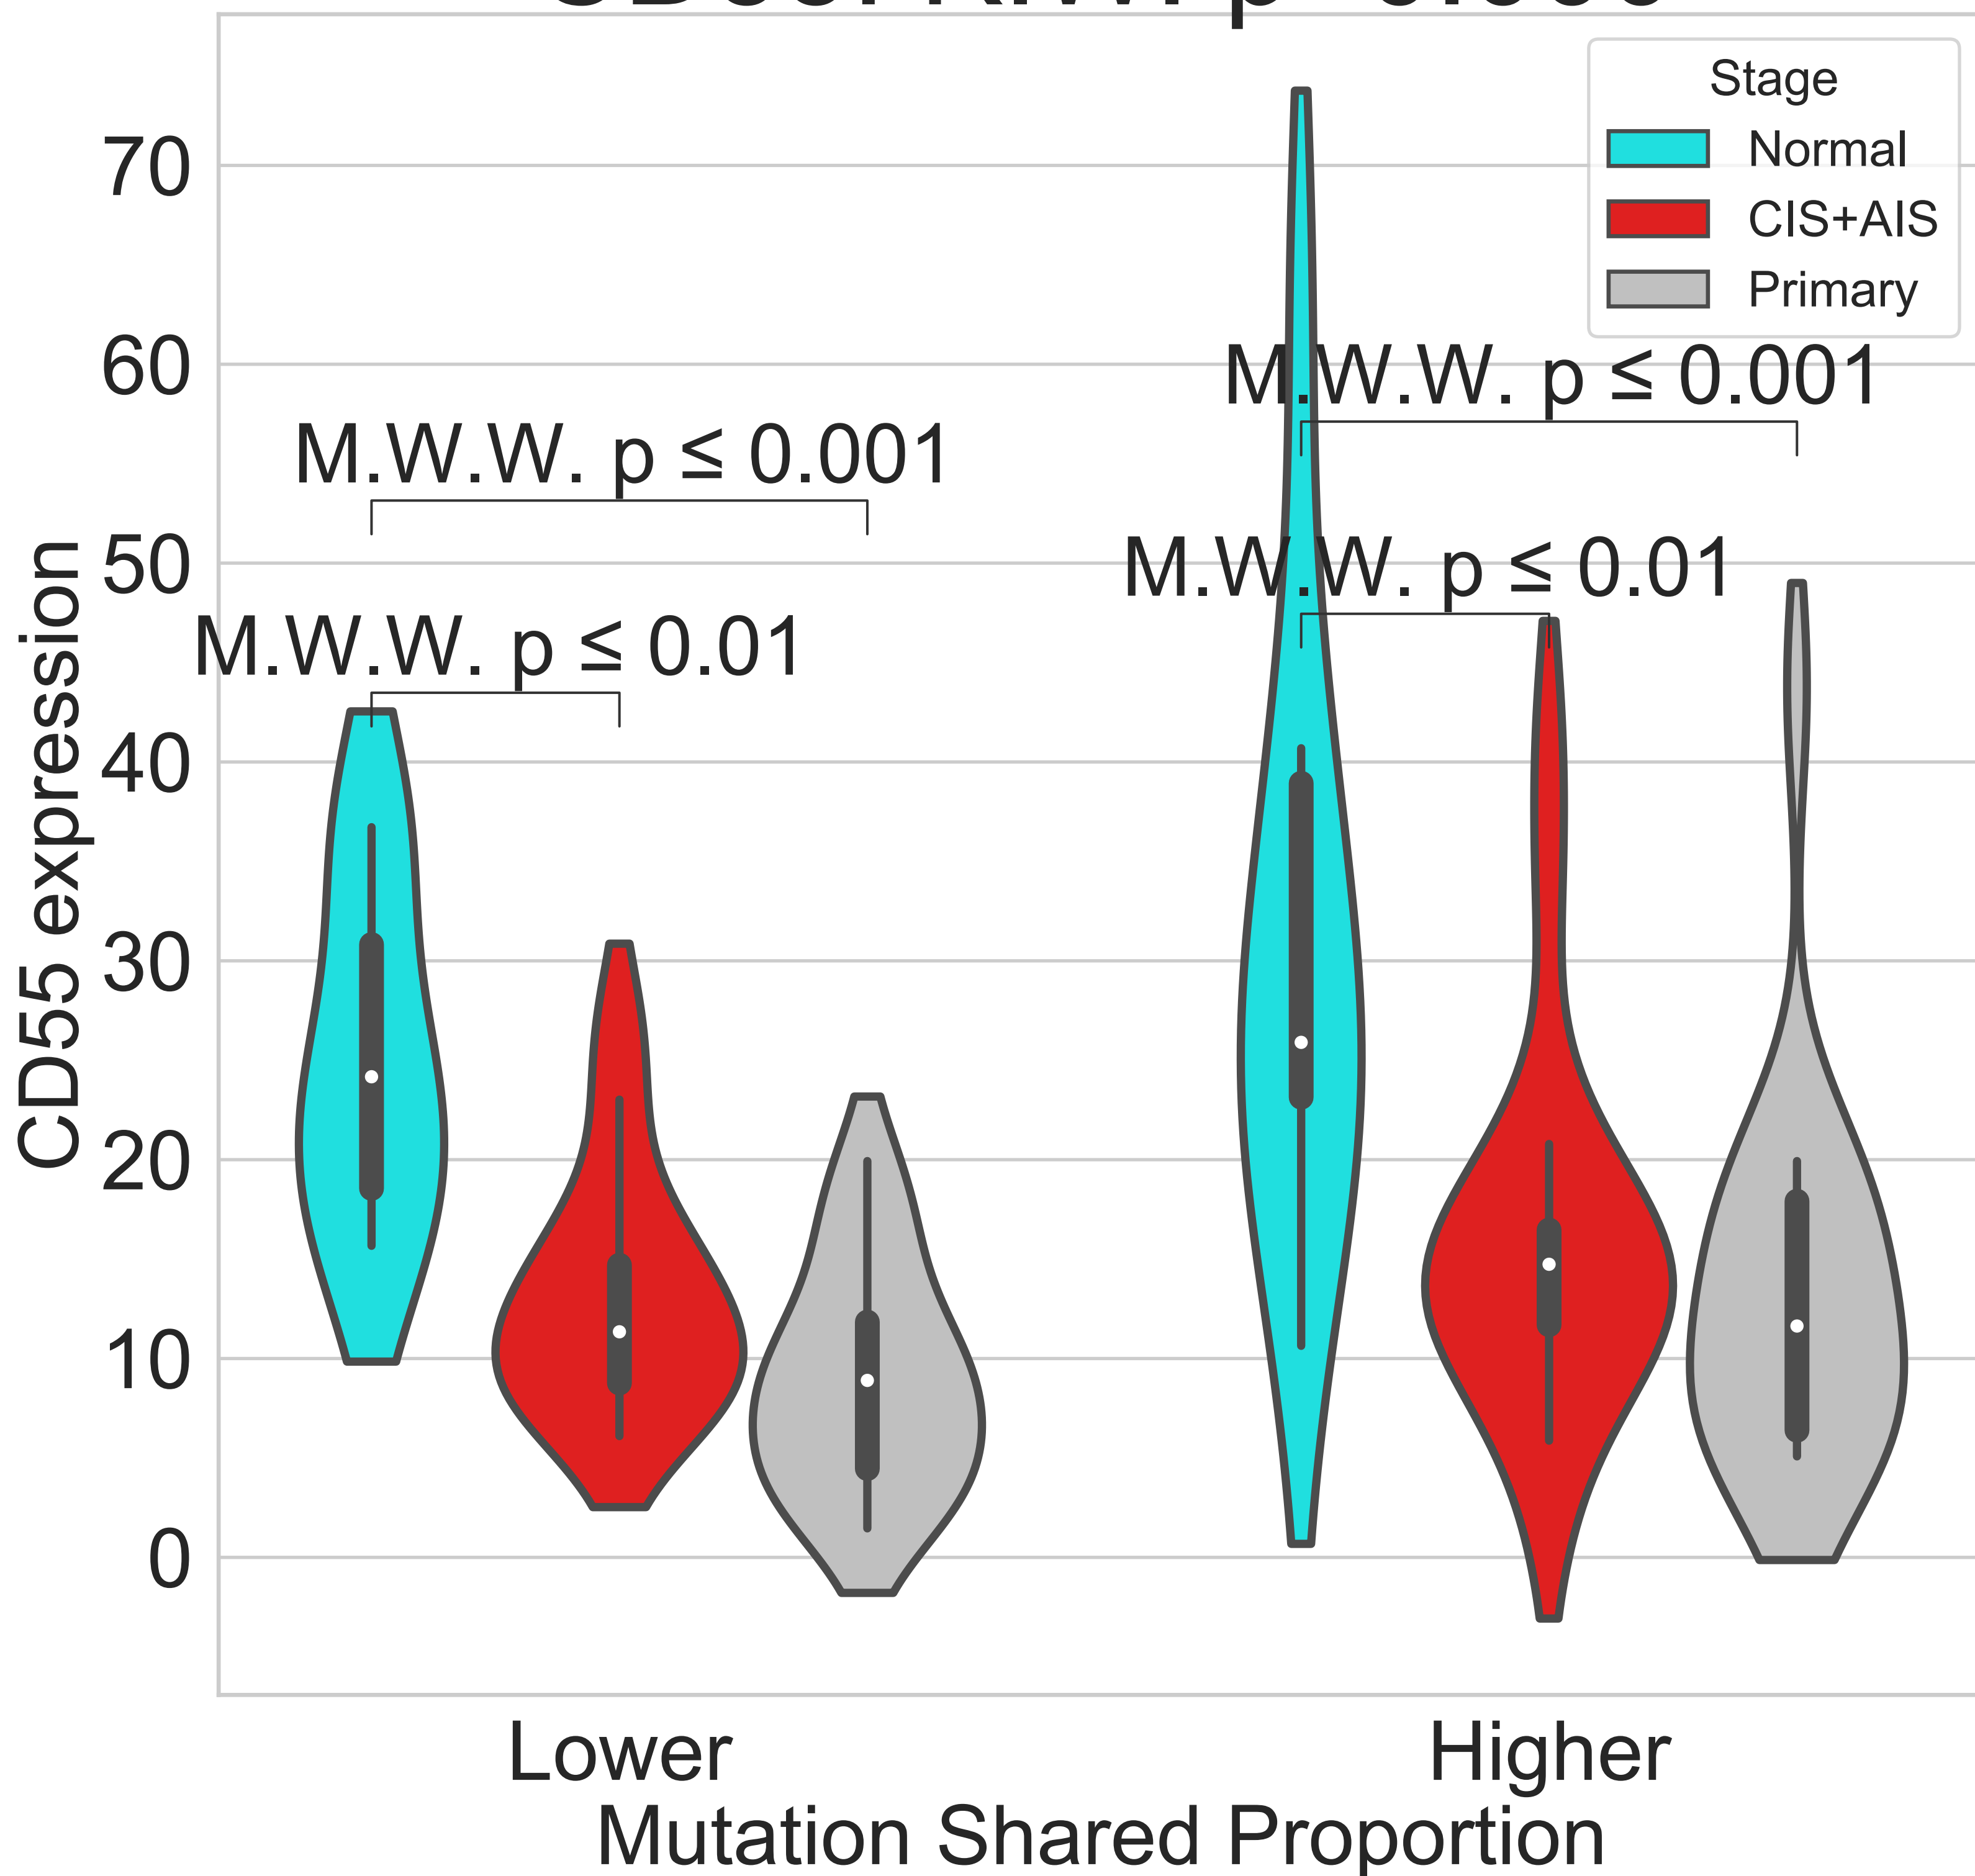 Stage
Normal
CIS+AIS
Primary
70
60
50
40
30
20
10
0
CD55 expression
M.W.W. p ≤ 0.001
M.W.W. p ≤ 0.01
M.W.W. p ≤ 0.001
M.W.W. p ≤ 0.01
Lower
Higher
Mutation Shared Proportion